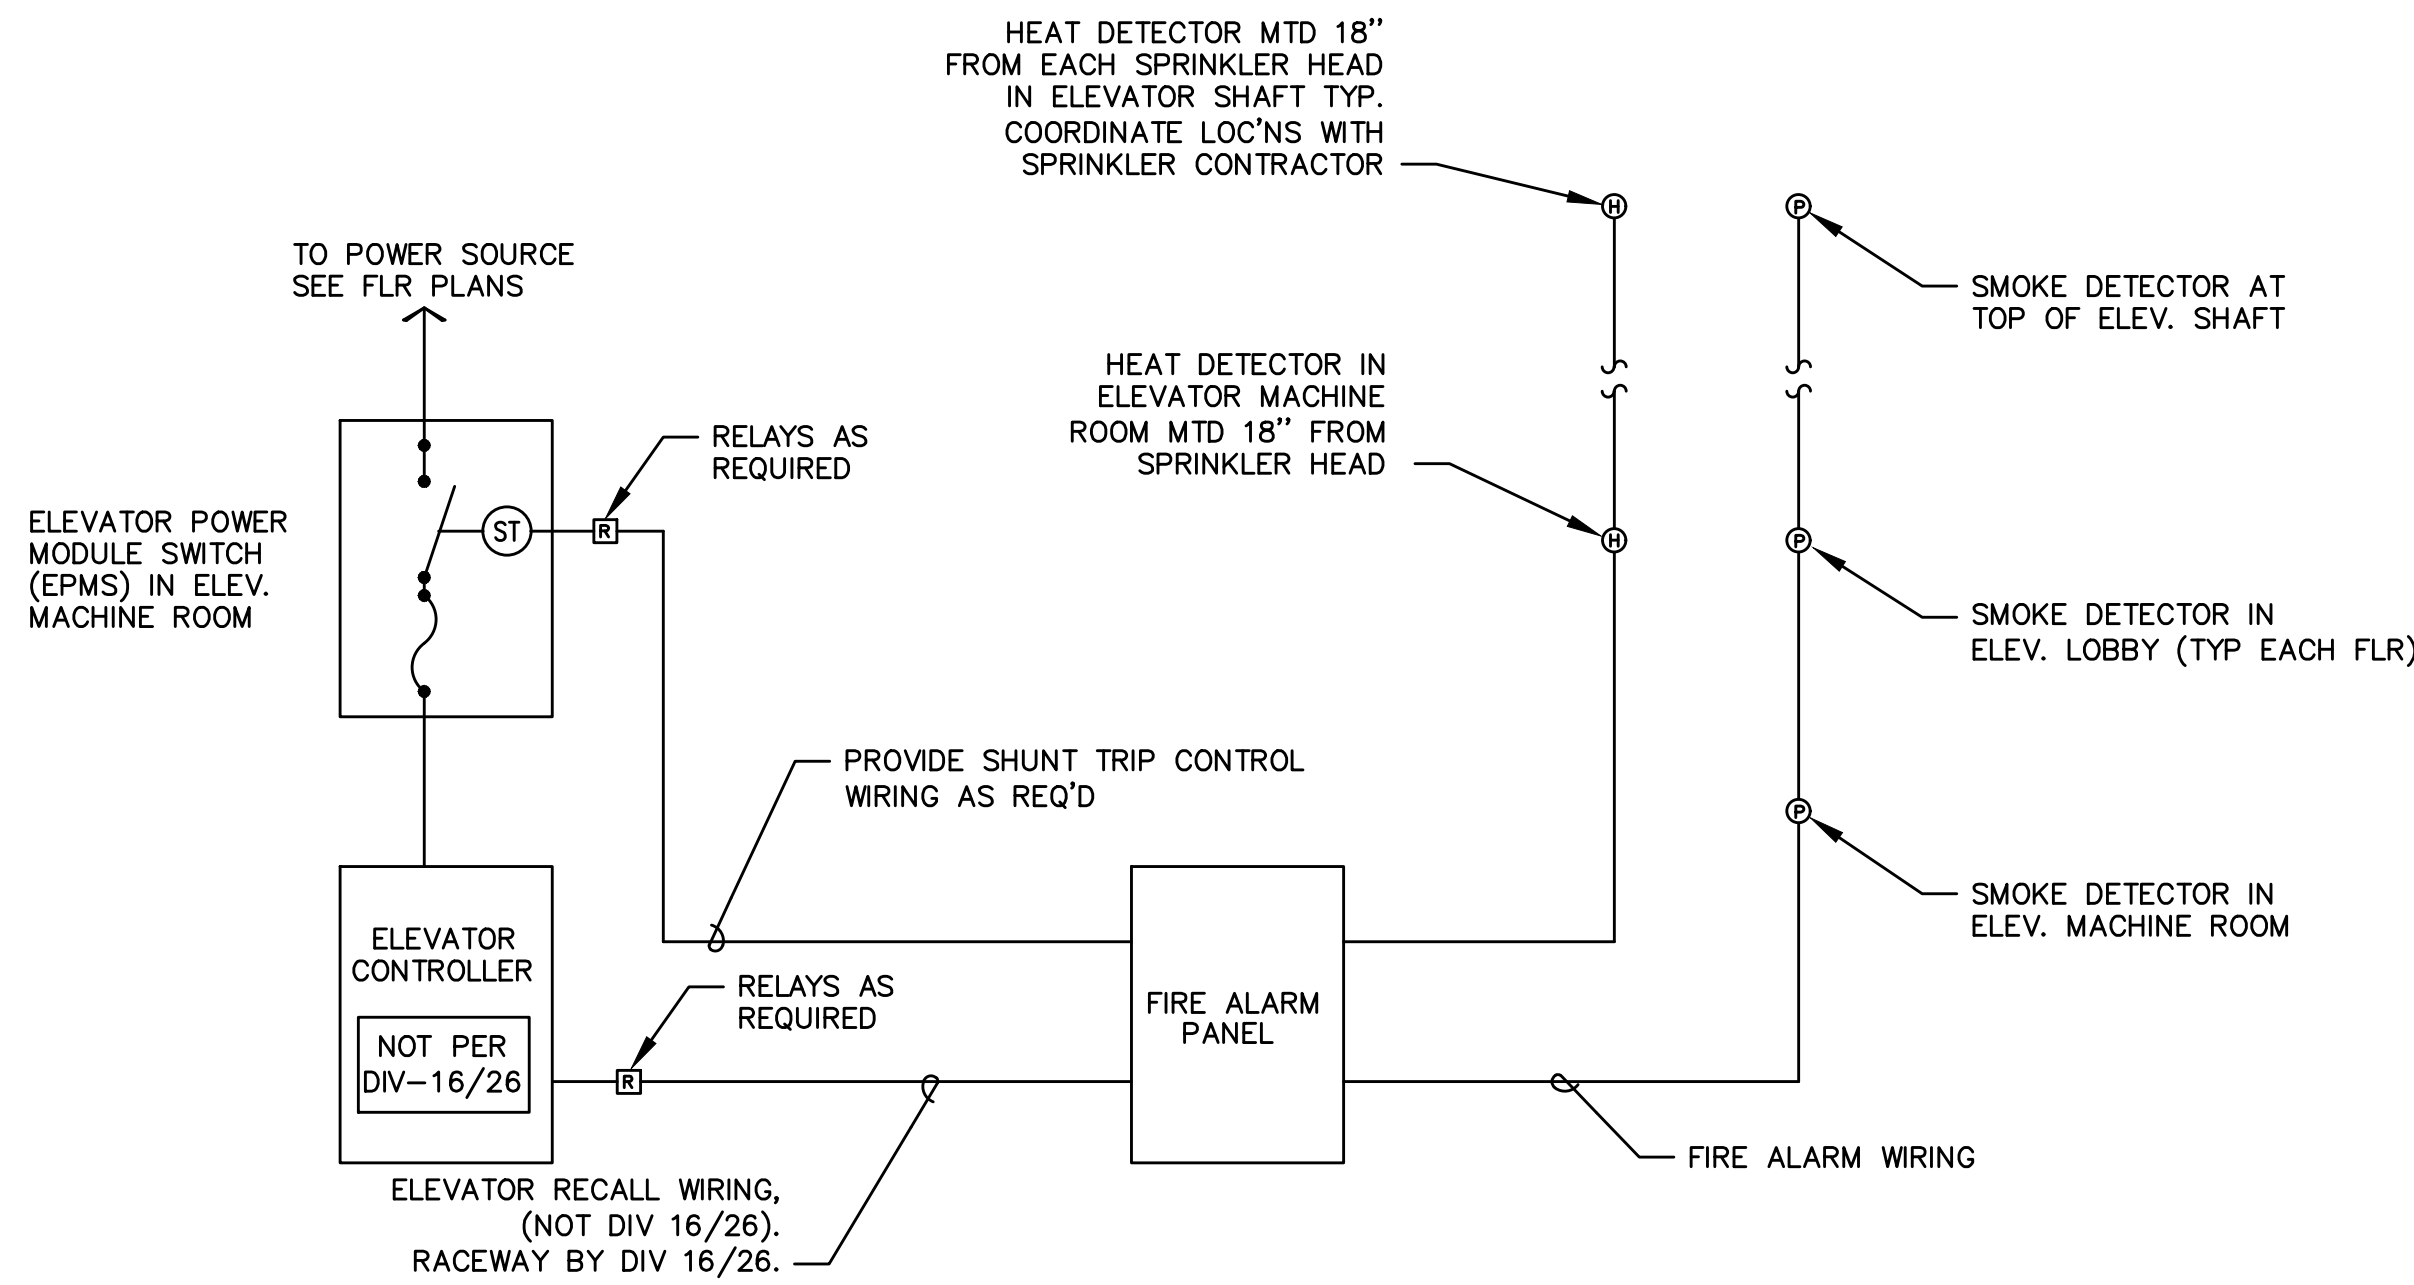 HEAT DETECTOR MTD 18''
FROM EACH SPRINKLER HEAD
IN ELEVATOR SHAFT TYP.
COORDINATE LOC'NS WITH
SPRINKLER CONTRACTOR
H
P
TO POWER SOURCE
SEE FLR PLANS
SMOKE DETECTOR AT
TOP OF ELEV. SHAFT
HEAT DETECTOR IN
ELEVATOR MACHINE
ROOM MTD 18'' FROM
SPRINKLER HEAD
RELAYS AS
REQUIRED
ELEVATOR POWER
MODULE SWITCH
(EPMS) IN ELEV.
MACHINE ROOM
ST
R
H
P
SMOKE DETECTOR IN
ELEV. LOBBY (TYP EACH FLR)
PROVIDE SHUNT TRIP CONTROL
WIRING AS REQ'D
P
SMOKE DETECTOR IN
ELEV. MACHINE ROOM
ELEVATOR
CONTROLLER
NOT PER
DIV-16/26
RELAYS AS
REQUIRED
R
FIRE ALARM
PANEL
FIRE ALARM WIRING
ELEVATOR RECALL WIRING,
(NOT DIV 16/26).
RACEWAY BY DIV 16/26.